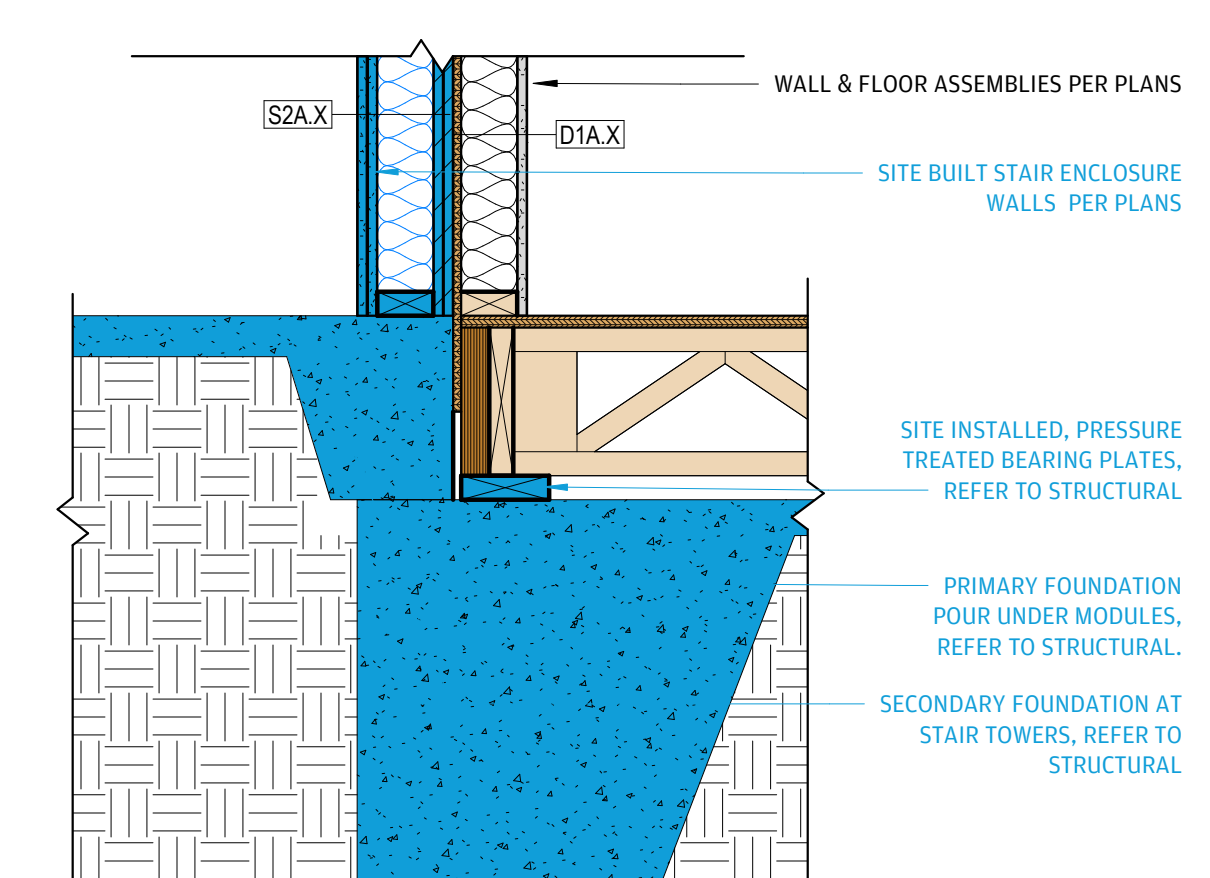 WALL & FLOOR ASSEMBLIES PER PLANS
S2A.X
D1A.X
SITE BUILT STAIR ENCLOSURE
WALLS PER PLANS
SITE INSTALLED, PRESSURE
TREATED BEARING PLATES,
REFER TO STRUCTURAL
PRIMARY FOUNDATION
POUR UNDER MODULES,
REFER TO STRUCTURAL.
SECONDARY FOUNDATION AT
STAIR TOWERS, REFER TO
STRUCTURAL